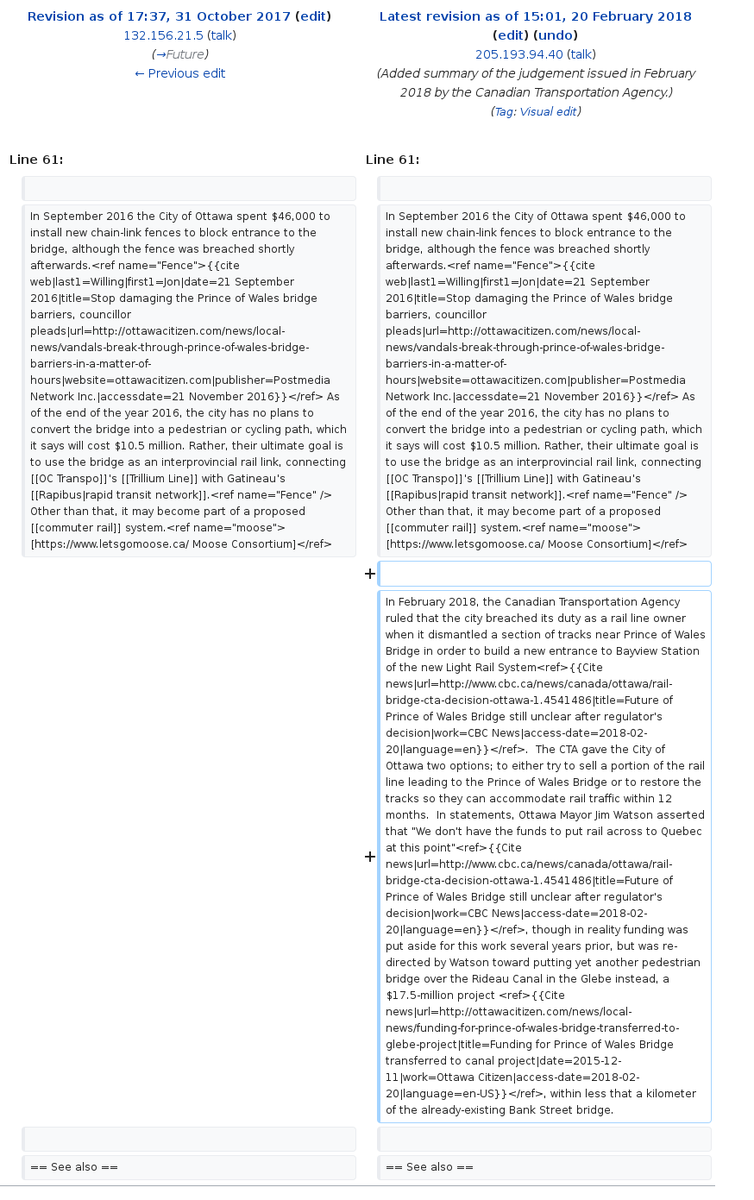 Revision as of 17:37, 31 October 2017 (edit)
132.156.21.5 (talk)
(→Future)
← Previous edit
Latest revision as of 15:01, 20 February 2018
(edit) (undo)
205.193.94.40 (talk)
(Added summary of the judgement issued in February
2018 by the Canadian Transportation Agency.)
(Tag: Visual edit)
Line 61:
In September 2016 the City of Ottawa spent $46,000 to
install new chain-link fences to block entrance to the
bridge, although the fence was breached shortly
afterwards.<ref name="Fence">{{cite
web|last1=Willing|first1=Jon|date=21 September
2016|title=Stop damaging the Prince of Wales bridge
barriers, councillor
pleads|url=http://ottawacitizen.com/news/local-
news/vandals-break-through-prince-of-wales-bridge-
barriers-in-a-matter-of-
hours|website=ottawacitizen.com|publisher=Postmedia
Network Inc.|accessdate=21 November 2016}}</ref> As
of the end of the year 2016, the city has no plans to
convert the bridge into a pedestrian or cycling path, which
it says will cost $10.5 million. Rather, their ultimate goal is
to use the bridge as an interprovincial rail link, connecting
[[OC Transpo]]'s [[Trillium Line]] with Gatineau's
[[Rapibus|rapid transit network]].<ref name="Fence" />
Other than that, it may become part of a proposed
[[commuter rail]] system.<ref name="moose">
[https://www.letsgomoose.ca/ Moose Consortium]</ref>
== See also ==
Line 61:
In September 2016 the City of Ottawa spent $46,000 to
install new chain-link fences to block entrance to the
bridge, although the fence was breached shortly
afterwards.<ref name="Fence">{{cite
web|last1=Willing|first1=Jon|date=21 September
2016|title=Stop damaging the Prince of Wales bridge
barriers, councillor
pleads|url=http://ottawacitizen.com/news/local-
news/vandals-break-through-prince-of-wales-bridge-
barriers-in-a-matter-of-
hours|website=ottawacitizen.com|publisher=Postmedia
Network Inc.|accessdate=21 November 2016}}</ref> As
of the end of the year 2016, the city has no plans to
convert the bridge into a pedestrian or cycling path, which
it says will cost $10.5 million. Rather, their ultimate goal is
to use the bridge as an interprovincial rail link, connecting
[[OC Transpo]]'s [[Trillium Line]] with Gatineau's
[[Rapibus|rapid transit network]].<ref name="Fence" />
Other than that, it may become part of a proposed
[[commuter rail]] system.<ref name="moose">
[https://www.letsgomoose.ca/ Moose Consortium]</ref>
+
+
In February 2018, the Canadian Transportation Agency
ruled that the city breached its duty as a rail line owner
when it dismantled a section of tracks near Prince of Wales
Bridge in order to build a new entrance to Bayview Station
of the new Light Rail System<ref>{{Cite
news|url=http://www.cbc.ca/news/canada/ottawa/rail-
bridge-cta-decision-ottawa-1.4541486|title=Future of
Prince of Wales Bridge still unclear after regulator's
decision|work=CBC News|access-date=2018-02-
20|language=en}}</ref>.  The CTA gave the City of
Ottawa two options; to either try to sell a portion of the rail
line leading to the Prince of Wales Bridge or to restore the
tracks so they can accommodate rail traffic within 12
months.  In statements, Ottawa Mayor Jim Watson asserted
that "We don't have the funds to put rail across to Quebec
at this point"<ref>{{Cite
news|url=http://www.cbc.ca/news/canada/ottawa/rail-
bridge-cta-decision-ottawa-1.4541486|title=Future of
Prince of Wales Bridge still unclear after regulator's
decision|work=CBC News|access-date=2018-02-
20|language=en}}</ref>, though in reality funding was
put aside for this work several years prior, but was re-
directed by Watson toward putting yet another pedestrian
bridge over the Rideau Canal in the Glebe instead, a
$17.5-million project <ref>{{Cite
news|url=http://ottawacitizen.com/news/local-
news/funding-for-prince-of-wales-bridge-transferred-to-
glebe-project|title=Funding for Prince of Wales Bridge
transferred to canal project|date=2015-12-
11|work=Ottawa Citizen|access-date=2018-02-
20|language=en-US}}</ref>, within less that a kilometer
of the already-existing Bank Street bridge.
== See also ==